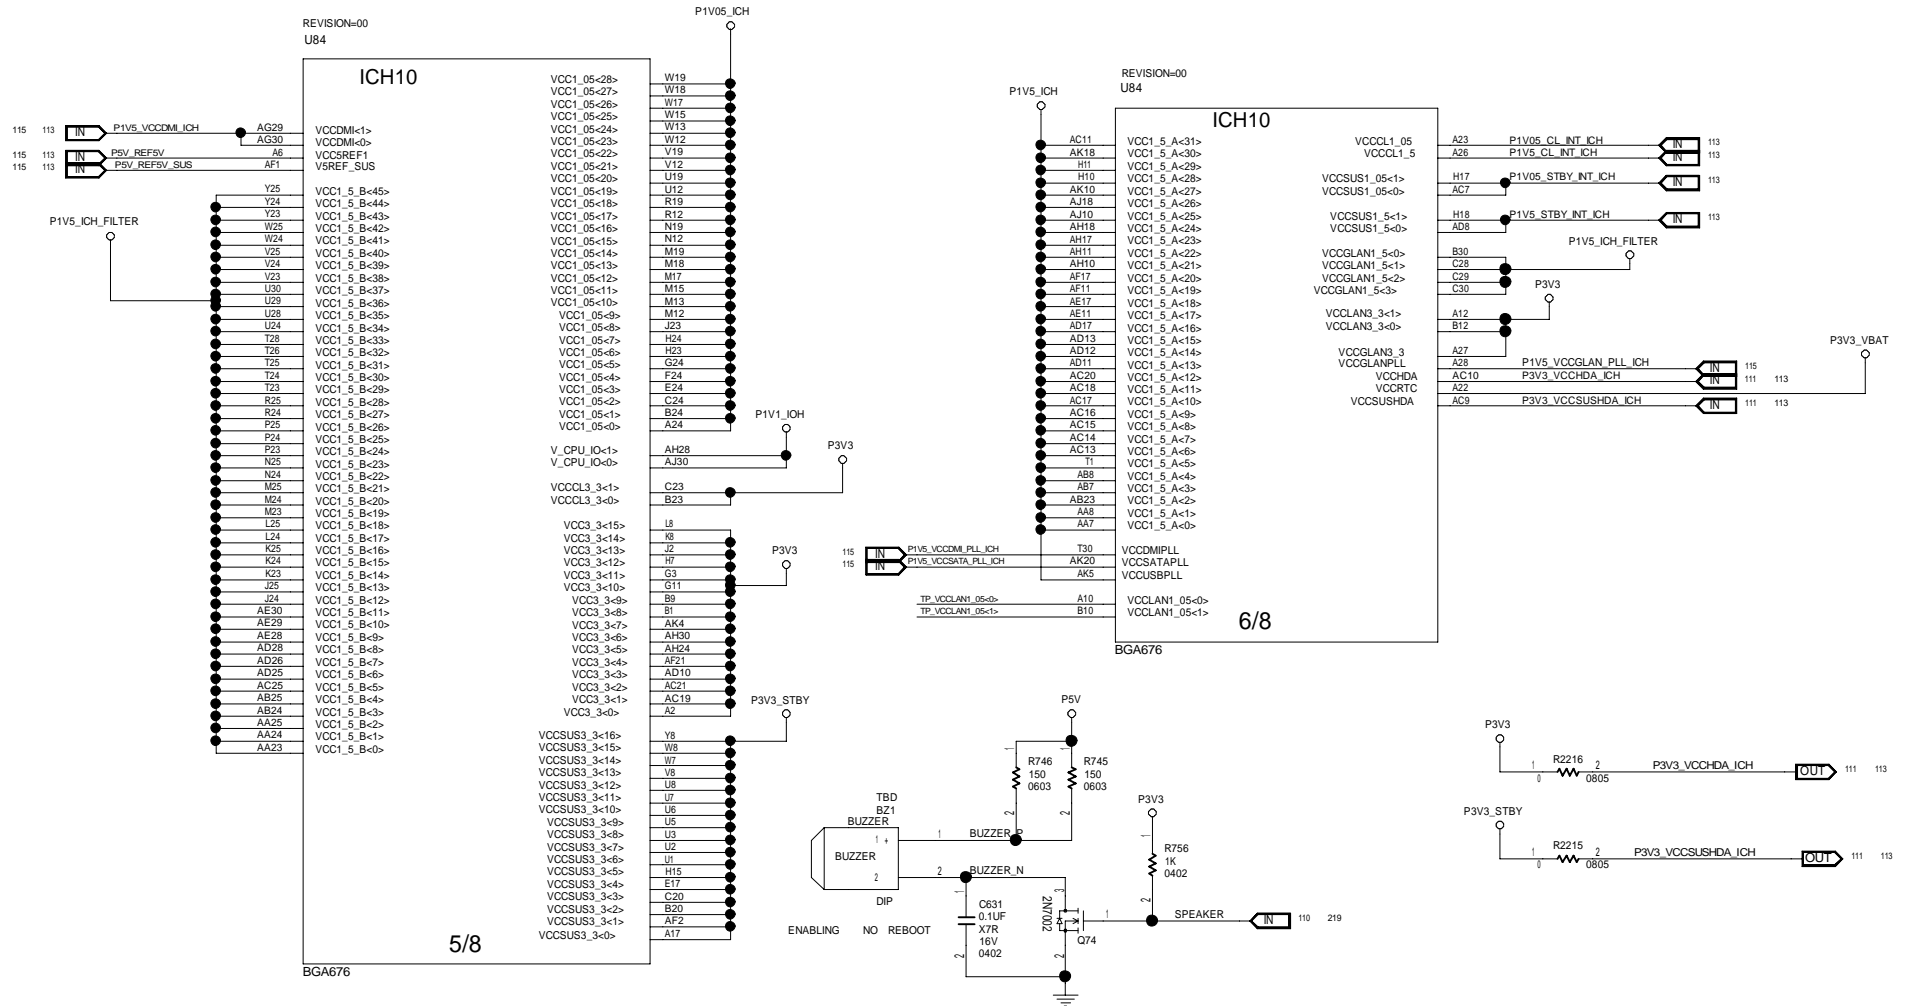 REVISION=00
U84
ICH10
P1V05_ICH
115 113 IN P1V5_VCCDMI_ICH AG29 VCCDMI<1>
AG30 VCCDMI<0>
115 113 IN P5V_REF5V A6 VCC5REF1
115 113 IN P5V_REF5V_SUS AF1 V5REF_SUS
P1V5_ICH_FILTER
Y25 VCC1_5_B<45>
Y24 VCC1_5_B<44>
Y23 VCC1_5_B<43>
W25 VCC1_5_B<42>
W24 VCC1_5_B<41>
V25 VCC1_5_B<40>
V24 VCC1_5_B<39>
V23 VCC1_5_B<38>
U30 VCC1_5_B<37>
U29 VCC1_5_B<36>
U28 VCC1_5_B<35>
U24 VCC1_5_B<34>
T28 VCC1_5_B<33>
T26 VCC1_5_B<32>
T25 VCC1_5_B<31>
T24 VCC1_5_B<30>
T23 VCC1_5_B<29>
R25 VCC1_5_B<28>
R24 VCC1_5_B<27>
P25 VCC1_5_B<26>
P24 VCC1_5_B<25>
P23 VCC1_5_B<24>
N25 VCC1_5_B<23>
N24 VCC1_5_B<22>
M25 VCC1_5_B<21>
M24 VCC1_5_B<20>
M23 VCC1_5_B<19>
L25 VCC1_5_B<18>
L24 VCC1_5_B<17>
K25 VCC1_5_B<16>
K24 VCC1_5_B<15>
K23 VCC1_5_B<14>
J25 VCC1_5_B<13>
J24 VCC1_5_B<12>
AE30 VCC1_5_B<11>
AE29 VCC1_5_B<10>
AE28 VCC1_5_B<9>
AD28 VCC1_5_B<8>
AD26 VCC1_5_B<7>
AD25 VCC1_5_B<6>
AC25 VCC1_5_B<5>
AB25 VCC1_5_B<4>
AB24 VCC1_5_B<3>
AA25 VCC1_5_B<2>
AA24 VCC1_5_B<1>
AA23 VCC1_5_B<0>
VCC1_05<28> W19
VCC1_05<27> W18
VCC1_05<26> W17
VCC1_05<25> W15
VCC1_05<24> W13
VCC1_05<23> W12
VCC1_05<22> V19
VCC1_05<21> V12
VCC1_05<20> U19
VCC1_05<19> U12
VCC1_05<18> R19
VCC1_05<17> R12
VCC1_05<16> N19
VCC1_05<15> N12
VCC1_05<14> M19
VCC1_05<13> M18
VCC1_05<12> M17
VCC1_05<11> M15
VCC1_05<10> M13
VCC1_05<9> M12
VCC1_05<8> J23
VCC1_05<7> H24
VCC1_05<6> H23
VCC1_05<5> G24
VCC1_05<4> F24
VCC1_05<3> E24
VCC1_05<2> C24
VCC1_05<1> B24
VCC1_05<0> A24
P1V1_IOH
V_CPU_IO<1> AH28
V_CPU_IO<0> AJ30
P3V3
VCCCL3_3<1> C23
VCCCL3_3<0> B23
P3V3
VCC3_3<15> L8
VCC3_3<14> K8
VCC3_3<13> J2
VCC3_3<12> H7
VCC3_3<11> G3
VCC3_3<10> G11
VCC3_3<9> B9
VCC3_3<8> B1
VCC3_3<7> AK4
VCC3_3<6> AH30
VCC3_3<5> AH24
VCC3_3<4> AF21
VCC3_3<3> AD10
VCC3_3<2> AC21
VCC3_3<1> AC19
VCC3_3<0> A2
P3V3_STBY
VCCSUS3_3<16> Y8
VCCSUS3_3<15> W8
VCCSUS3_3<14> W7
VCCSUS3_3<13> V8
VCCSUS3_3<12> U8
VCCSUS3_3<11> U7
VCCSUS3_3<10> U6
VCCSUS3_3<9> U5
VCCSUS3_3<8> U3
VCCSUS3_3<7> U2
VCCSUS3_3<6> U1
VCCSUS3_3<5> H15
VCCSUS3_3<4> E17
VCCSUS3_3<3> C20
VCCSUS3_3<2> B20
VCCSUS3_3<1> AF2
VCCSUS3_3<0> A17
5/8
BGA676
REVISION=00
U84
ICH10
P1V5_ICH
AC11 VCC1_5_A<31>
AK18 VCC1_5_A<30>
H11 VCC1_5_A<29>
H10 VCC1_5_A<28>
AK10 VCC1_5_A<27>
AJ18 VCC1_5_A<26>
AJ10 VCC1_5_A<25>
AH18 VCC1_5_A<24>
AH17 VCC1_5_A<23>
AH11 VCC1_5_A<22>
AH10 VCC1_5_A<21>
AF17 VCC1_5_A<20>
AF11 VCC1_5_A<19>
AE17 VCC1_5_A<18>
AE11 VCC1_5_A<17>
AD17 VCC1_5_A<16>
AD13 VCC1_5_A<15>
AD12 VCC1_5_A<14>
AD11 VCC1_5_A<13>
AC20 VCC1_5_A<12>
AC18 VCC1_5_A<11>
AC17 VCC1_5_A<10>
AC16 VCC1_5_A<9>
AC15 VCC1_5_A<8>
AC14 VCC1_5_A<7>
AC13 VCC1_5_A<6>
T1 VCC1_5_A<5>
AB8 VCC1_5_A<4>
AB7 VCC1_5_A<3>
AB23 VCC1_5_A<2>
AA8 VCC1_5_A<1>
AA7 VCC1_5_A<0>
115 IN P1V5_VCCDMI_PLL_ICH T30 VCCDMIPLL
115 IN P1V5_VCCSATA_PLL_ICH AK20 VCCSATAPLL
AK5 VCCUSBPLL
TP_VCCLAN1_05<0> A10 VCCLAN1_05<0>
TP_VCCLAN1_05<1> B10 VCCLAN1_05<1>
VCCCL1_05 A23 P1V05_CL_INT_ICH IN 113
VCCCL1_5 A26 P1V5_CL_INT_ICH IN 113
VCCSUS1_05<1> H17 P1V05_STBY_INT_ICH IN 113
VCCSUS1_05<0> AC7
VCCSUS1_5<1> H18 P1V5_STBY_INT_ICH IN 113
VCCSUS1_5<0> AD8
P1V5_ICH_FILTER
VCCGLAN1_5<0> B30
VCCGLAN1_5<1> C28
VCCGLAN1_5<2> C29
VCCGLAN1_5<3> C30
P3V3
VCCLAN3_3<1> A12
VCCLAN3_3<0> B12
P3V3_VBAT
VCCGLAN3_3 A27
VCCGLANPLL A28 P1V5_VCCGLAN_PLL_ICH IN 115
VCCHDA AC10 P3V3_VCCHDA_ICH IN 111 113
VCCRTC A22
VCCSUSHDA AC9 P3V3_VCCSUSHDA_ICH IN 111 113
6/8
BGA676
P5V
1 1
R746 R745
150 150
0603 0603
2 2
TBD
BZ1
BUZZER
1 + 1 BUZZER_P
BUZZER
2 2 BUZZER_N
DIP
P3V3
1
R756
1K
0402
2
1
C631
0.1UF
X7R
16V
0402
2
3
2N7002
1
Q74
2
SPEAKER IN 110 219
ENABLING NO REBOOT
P3V3
1 R2216 2 P3V3_VCCHDA_ICH OUT 111 113
0 0805
P3V3_STBY
1 R2215 2 P3V3_VCCSUSHDA_ICH OUT 111 113
0 0805